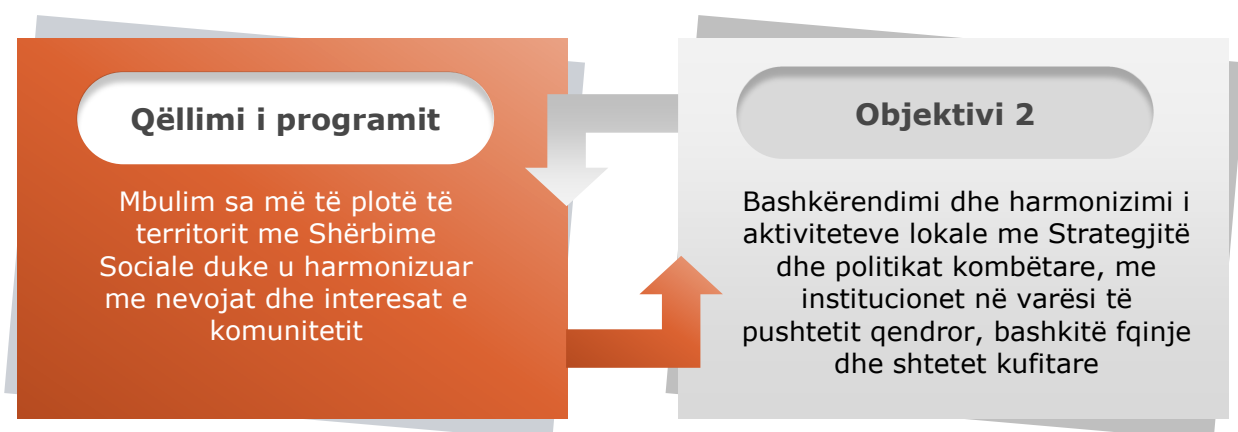 Qëllimi i programit
Mbulim sa më të plotë të
territorit me Shërbime
Sociale duke u harmonizuar
me nevojat dhe interesat e
komunitetit
Objektivi 2
Bashkërendimi dhe harmonizimi i
aktiviteteve lokale me Strategjitë
dhe politikat kombëtare, me
institucionet në varësi të
pushtetit qendror, bashkitë fqinje
dhe shtetet kufitare